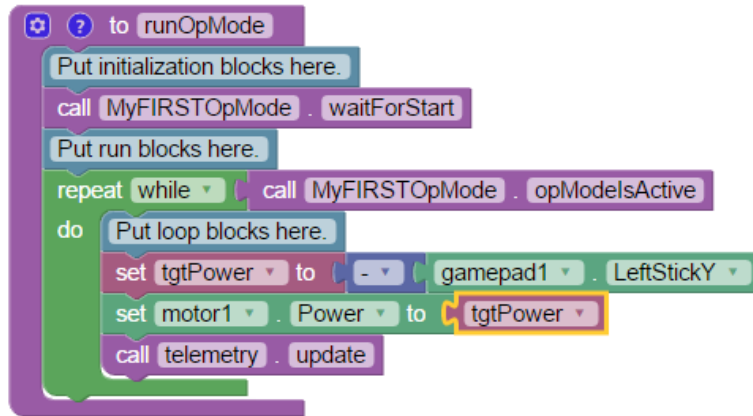 ? to runOpMode
Put initialization blocks here.
call MyFIRSTOpMode . waitForStart
Put run blocks here.
repeat while call MyFIRSTOpMode . opModeIsActive
do Put loop blocks here.
set tgtPower to - gamepad1 . LeftStickY
set motor1 . Power to tgtPower
call telemetry . update